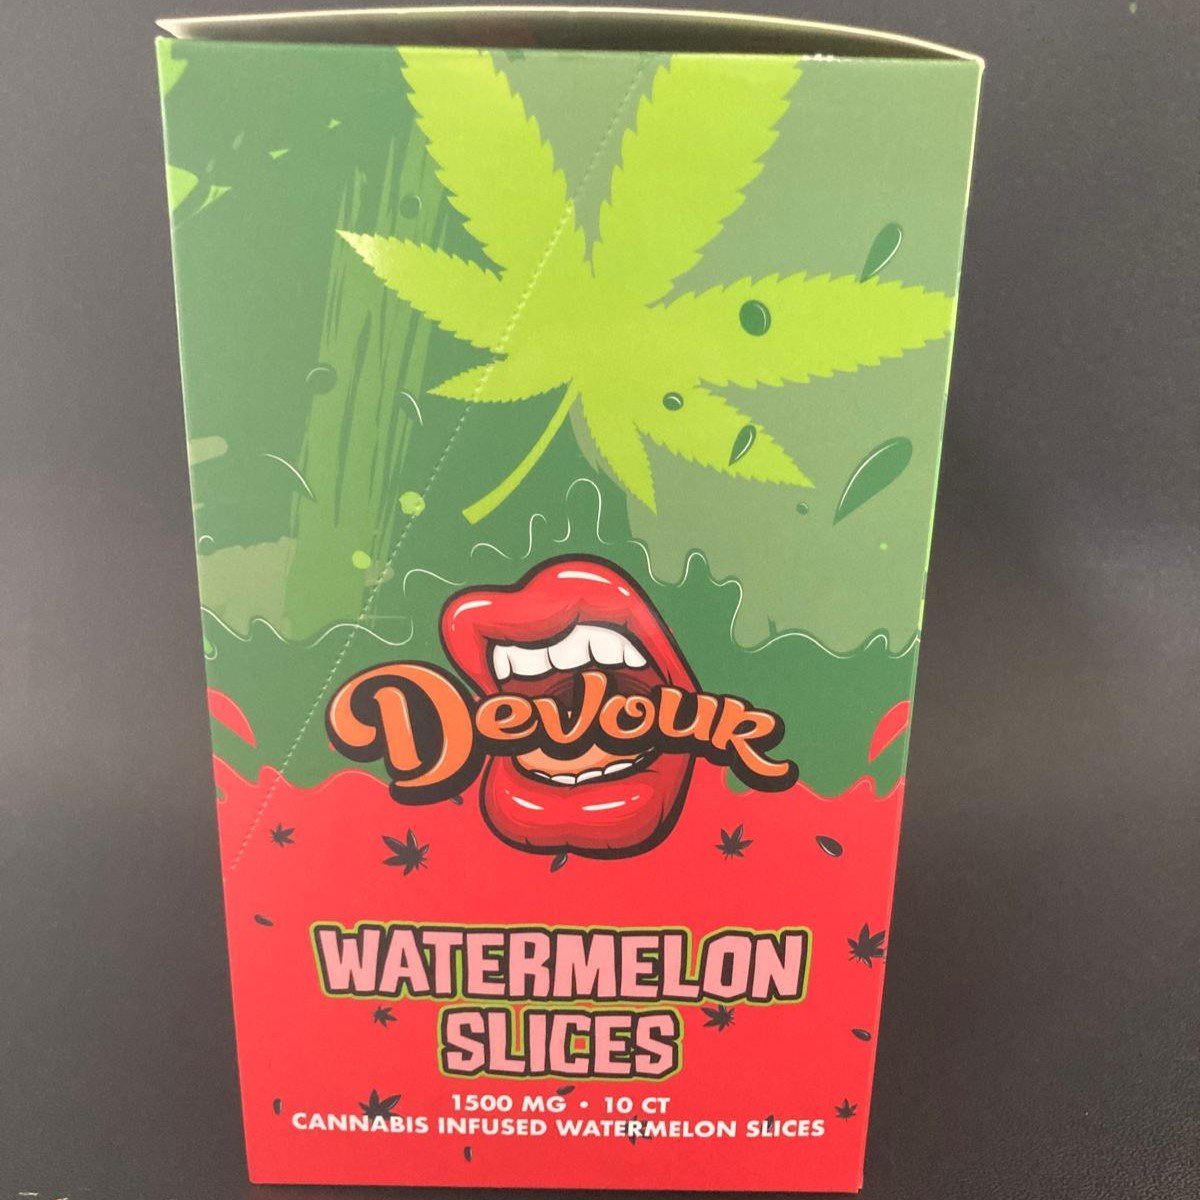 Devour
WATERMELON
SLICES
1500 MG • 10 CT
CANNABIS INFUSED WATERMELON SLICES